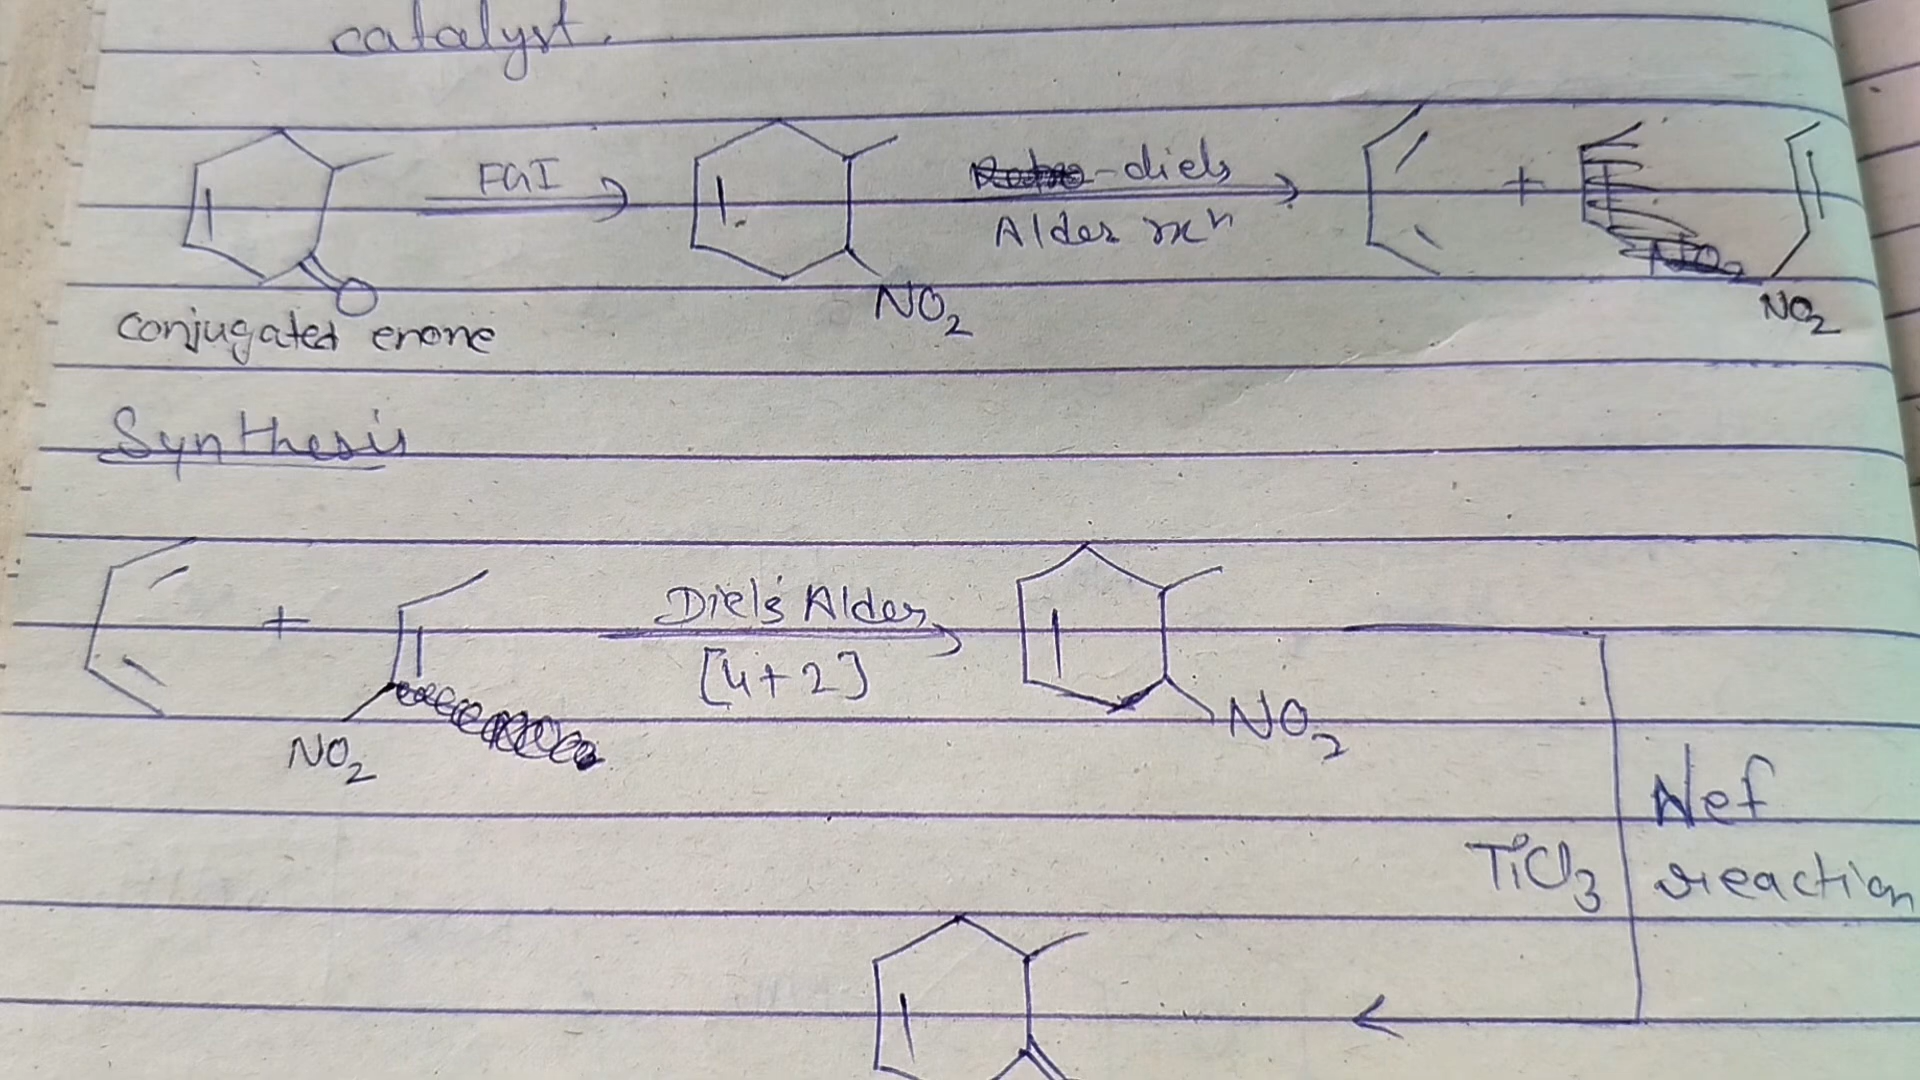 catalyst.
FGI
-diels
Alder rxn
NO2
NO2
NO2
conjugated enone
Synthesis
Diels Alder
[4+2]
NO2
NO2
Nef
TiCl3 reaction